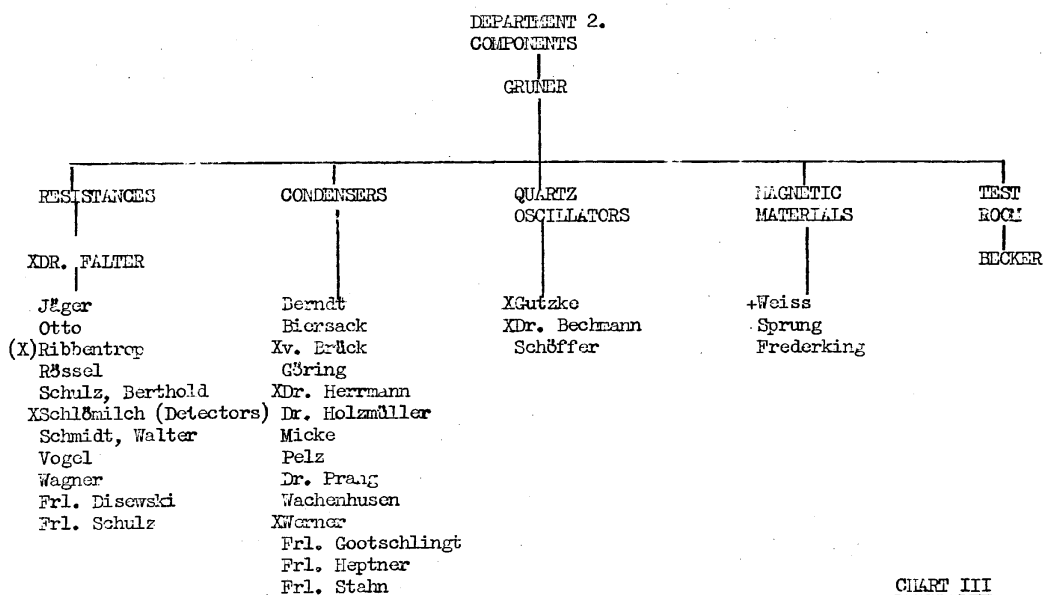 DEPARTMENT 2.
COMPONENTS
GRUNER
RESISTANCES
XDR. FALTER
Jäger
Otto
(X)Ribbentrop
Rössel
Schulz, Berthold
XSchlömilch (Detectors)
Schmidt, Walter
Vogel
Wagner
Frl. Disewski
Frl. Schulz
CONDENSERS
Berndt
Biersack
Xv. Brück
Göring
XDr. Herrmann
Dr. Holzmüller
Micke
Pelz
Dr. Prang
Wachenhusen
XWerner
Frl. Gootschlingt
Frl. Heptner
Frl. Stahn
QUARTZ
OSCILLATORS
XGutzke
XDr. Bechmann
Schöffer
MAGNETIC
MATERIALS
+Weiss
Sprung
Frederking
TEST
ROOM
BECKER
CHART III